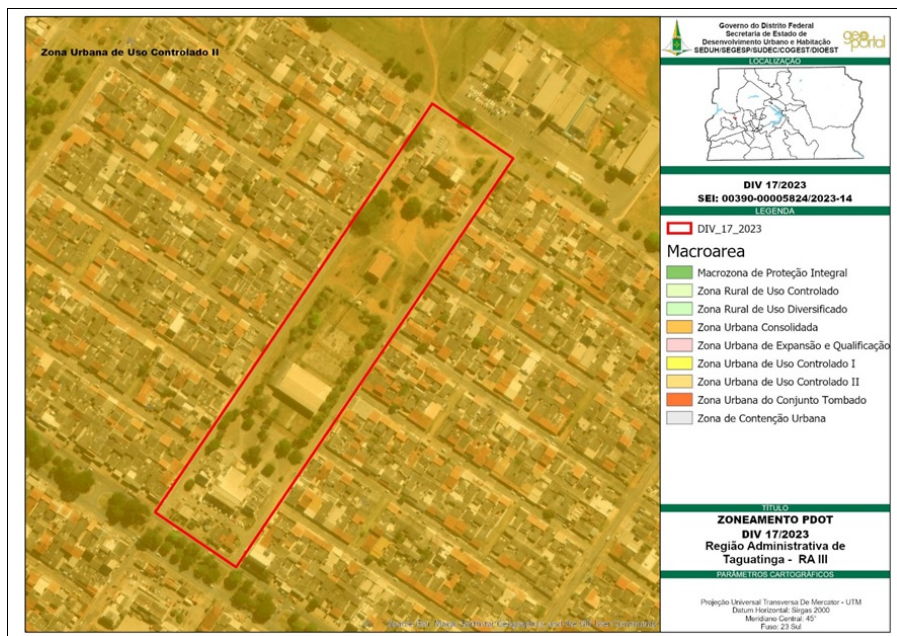 Zona Urbana de Uso Controlado II
Governo do Distrito Federal
Secretaria de Estado de
Desenvolvimento Urbano e Habitação
SEDUH/SEGESP/SUDEC/COGEST/DIOEST
geo
portal
LOCALIZAÇÃO
DIV 17/2023
SEI: 00390-00005824/2023-14
LEGENDA
DIV_17_2023
Macroarea
Macrozona de Proteção Integral
Zona Rural de Uso Controlado
Zona Rural de Uso Diversificado
Zona Urbana Consolidada
Zona Urbana de Expansão e Qualificação
Zona Urbana de Uso Controlado I
Zona Urbana de Uso Controlado II
Zona Urbana do Conjunto Tombado
Zona de Contenção Urbana
TÍTULO
ZONEAMENTO PDOT
DIV 17/2023
Região Administrativa de
Taguatinga - RA III
PARÂMETROS CARTOGRÁFICOS
Projeção Universal Transversa De Mercator - UTM
Datum Horizontal: Sirgas 2000
Meridiano Central: 45°
Fuso: 23 Sul